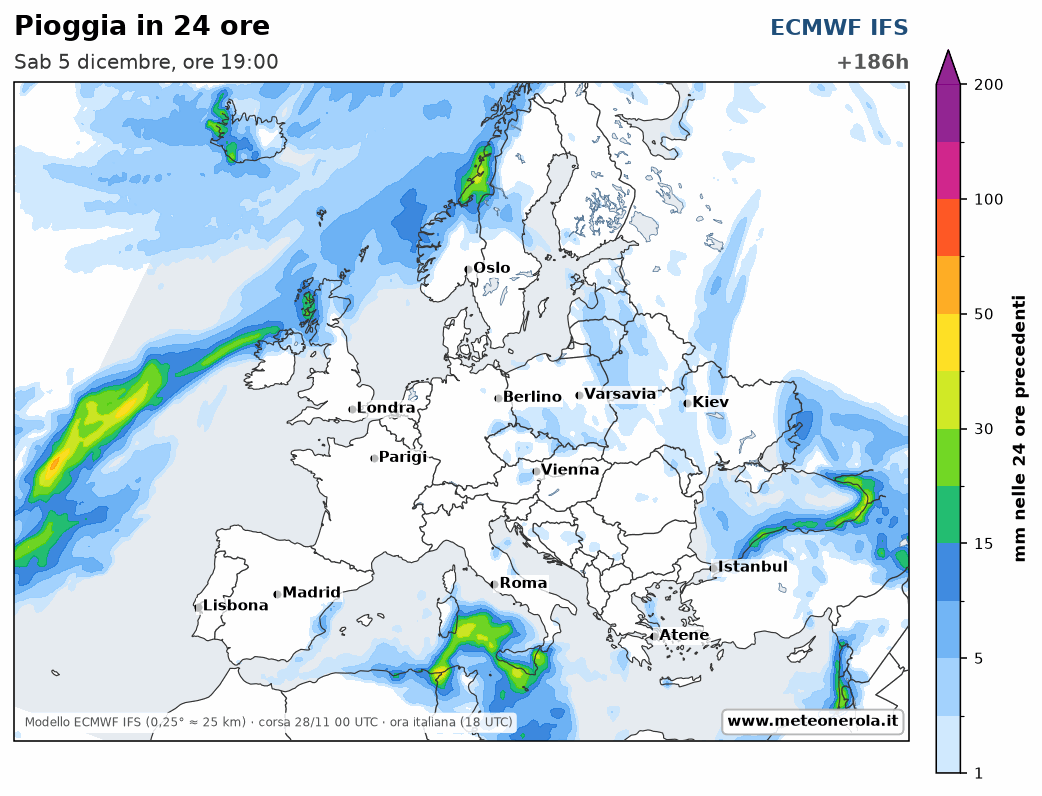 Pioggia in 24 ore
ECMWF IFS
Sab 5 dicembre, ore 19:00
+186h
200
100
50
30
15
5
1
mm nelle 24 ore precedenti
Oslo
Berlino
Varsavia
Kiev
Londra
Parigi
Vienna
Istanbul
Roma
Madrid
Lisbona
Atene
Modello ECMWF IFS (0,25° ≈ 25 km) · corsa 28/11 00 UTC · ora italiana (18 UTC)
www.meteonerola.it